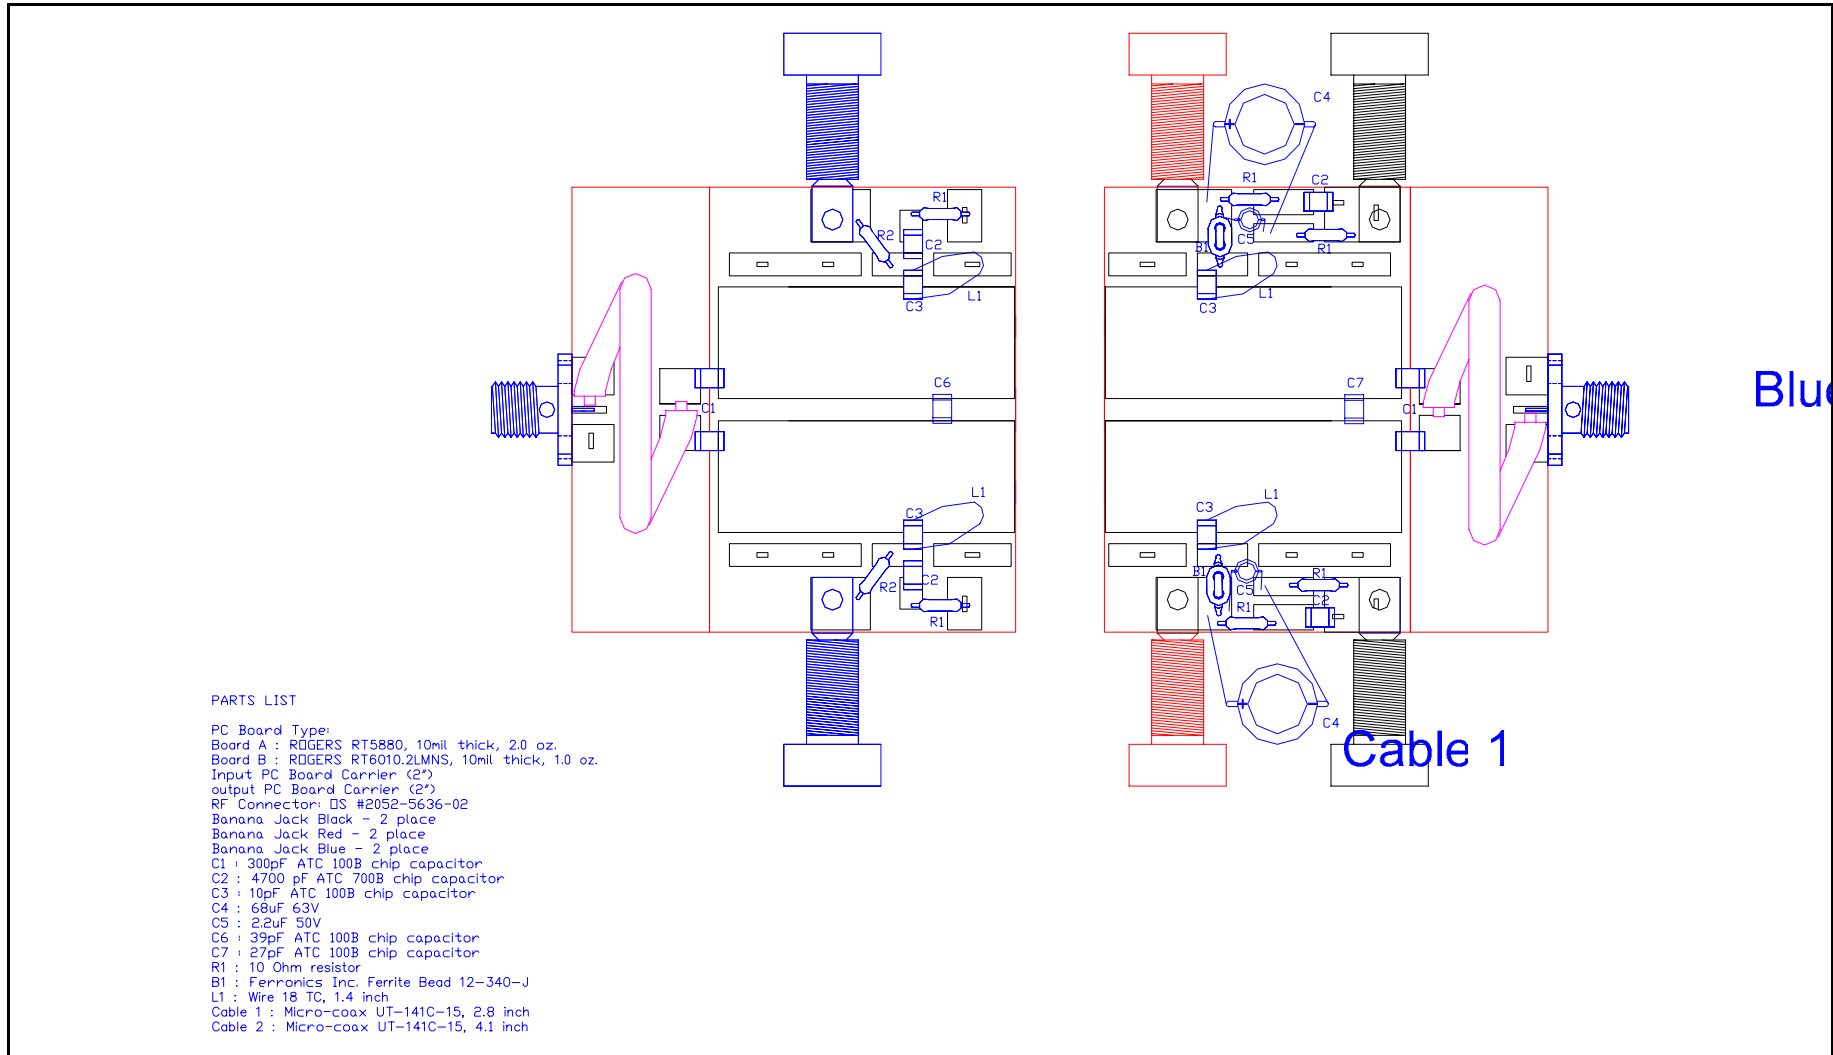 C4
R1
C2
R1
R2
C2
C5
B1
R1
L1
C3
L1
C3
C6
C7
Blue
C1
C1
L1
L1
C3
C3
B1
R1
R2
C2
C5
C2
R1
R1
C4
Cable 1
PARTS LIST
PC Board Type:
Board A : ROGERS RT5880, 10mil thick, 2.0 oz.
Board B : ROGERS RT6010.2LMNS, 10mil thick, 1.0 oz.
Input PC Board Carrier (2")
output PC Board Carrier (2")
RF Connector: OS #2052-5636-02
Banana Jack Black - 2 place
Banana Jack Red - 2 place
Banana Jack Blue - 2 place
C1 : 300pF ATC 100B chip capacitor
C2 : 4700 pF ATC 700B chip capacitor
C3 : 10pF ATC 100B chip capacitor
C4 : 68uF 63V
C5 : 2.2uF 50V
C6 : 39pF ATC 100B chip capacitor
C7 : 27pF ATC 100B chip capacitor
R1 : 10 Ohm resistor
B1 : Ferronics Inc. Ferrite Bead 12-340-J
L1 : Wire 18 TC, 1.4 inch
Cable 1 : Micro-coax UT-141C-15, 2.8 inch
Cable 2 : Micro-coax UT-141C-15, 4.1 inch